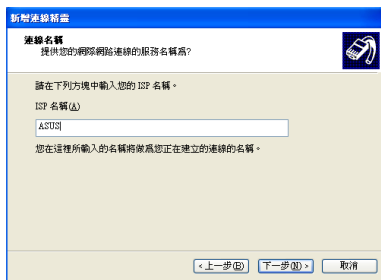 新增連線精靈
連線名稱
提供您的網際網路連線的服務名稱為?
請在下列方塊中輸入您的 ISP 名稱。
ISP 名稱(A)
ASUS
您在這裡所輸入的名稱將做為您正在建立的連線的名稱。
<上一步(B) 下一步(N)> 取消